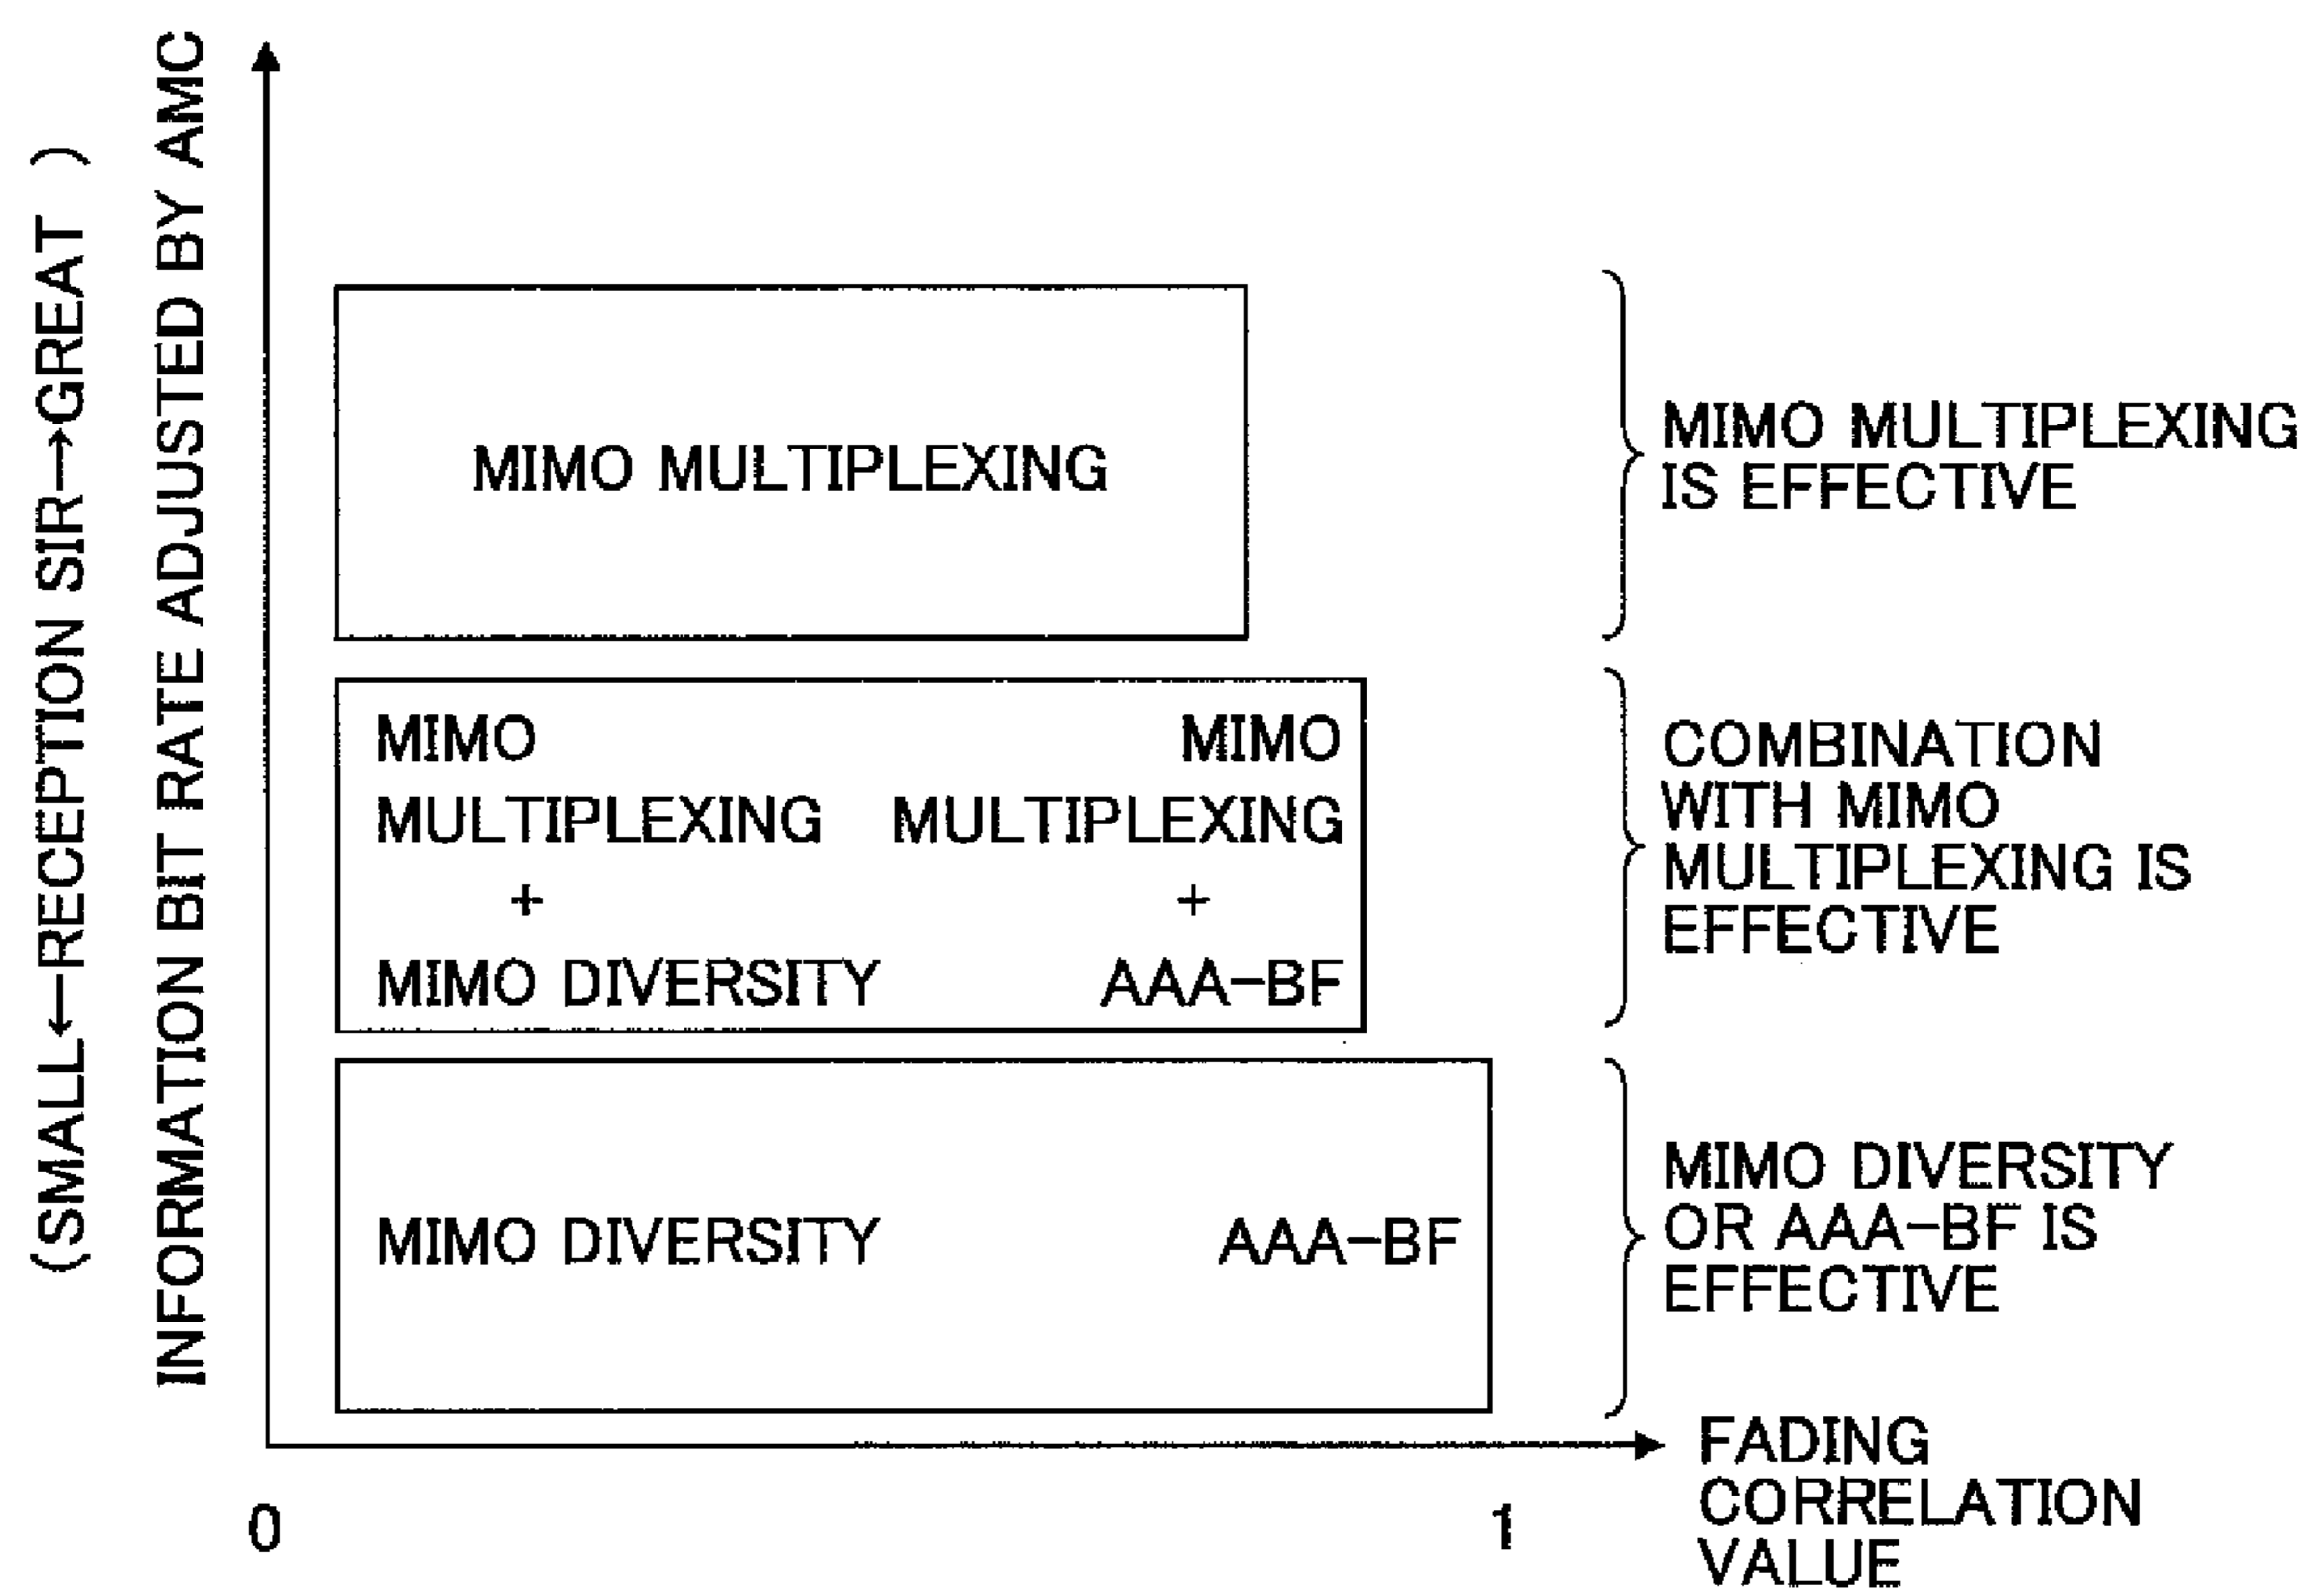 (SMALL←RECEPTION SIR→GREAT )
INFORMATION BIT RATE ADJUSTED BY AMC
MIMO MULTIPLEXING
MIMO MULTIPLEXING
IS EFFECTIVE
MIMO
MULTIPLEXING
+
MIMO DIVERSITY
MIMO
MULTIPLEXING
+
AAA-BF
COMBINATION
WITH MIMO
MULTIPLEXING IS
EFFECTIVE
MIMO DIVERSITY
AAA-BF
MIMO DIVERSITY
OR AAA-BF IS
EFFECTIVE
0
1
FADING
CORRELATION
VALUE